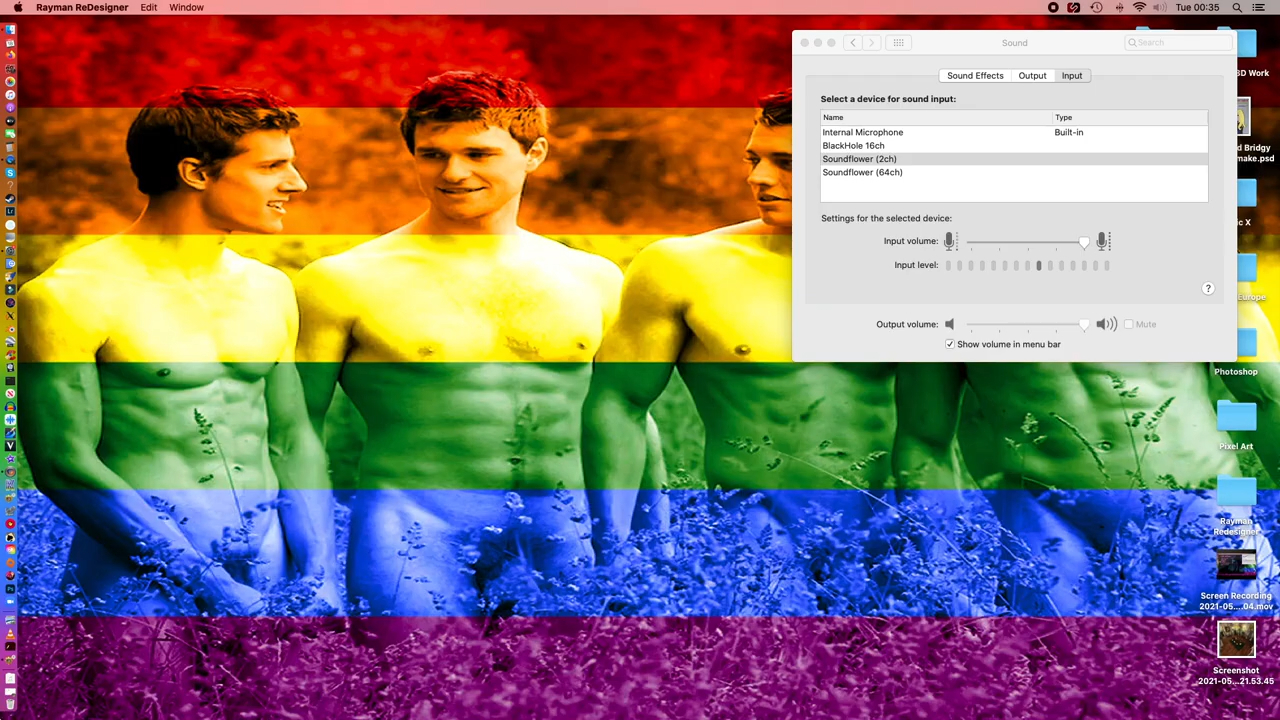 Rayman ReDesigner Edit Window Tue 00:35
Sound
Search
Sound Effects Output Input
Select a device for sound input:
Name Type
Internal Microphone Built-in
BlackHole 16ch
Soundflower (2ch)
Soundflower (64ch)
Settings for the selected device:
Input volume:
Input level:
?
Output volume: Mute
Show volume in menu bar
3D Work
d Bridgy
make.psd
ic X
Europe
Photoshop
Pixel Art
Rayman
Redesigner
Screen Recording
2021-05....04.mov
Screenshot
2021-05...21.53.45